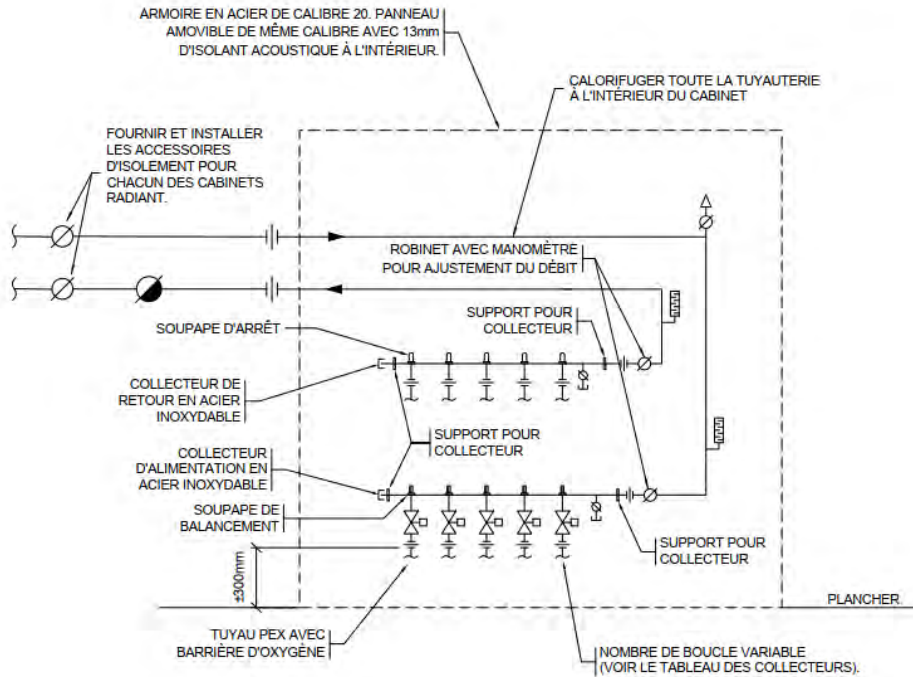 ARMOIRE EN ACIER DE CALIBRE 20. PANNEAU
AMOVIBLE DE MÊME CALIBRE AVEC 13mm
D'ISOLANT ACOUSTIQUE À L'INTÉRIEUR.
CALORIFUGER TOUTE LA TUYAUTERIE
À L'INTÉRIEUR DU CABINET
FOURNIR ET INSTALLER
LES ACCESSOIRES
D'ISOLEMENT POUR
CHACUN DES CABINETS
RADIANT.
ROBINET AVEC MANOMÈTRE
POUR AJUSTEMENT DU DÉBIT
SOUPAPE D'ARRÊT
SUPPORT POUR
COLLECTEUR
COLLECTEUR DE
RETOUR EN ACIER
INOXYDABLE
SUPPORT POUR
COLLECTEUR
COLLECTEUR
D'ALIMENTATION EN
ACIER INOXYDABLE
SOUPAPE DE
BALANCEMENT
SUPPORT POUR
COLLECTEUR
±300mm
PLANCHER.
TUYAU PEX AVEC
BARRIÈRE D'OXYGÈNE
NOMBRE DE BOUCLE VARIABLE
(VOIR LE TABLEAU DES COLLECTEURS).